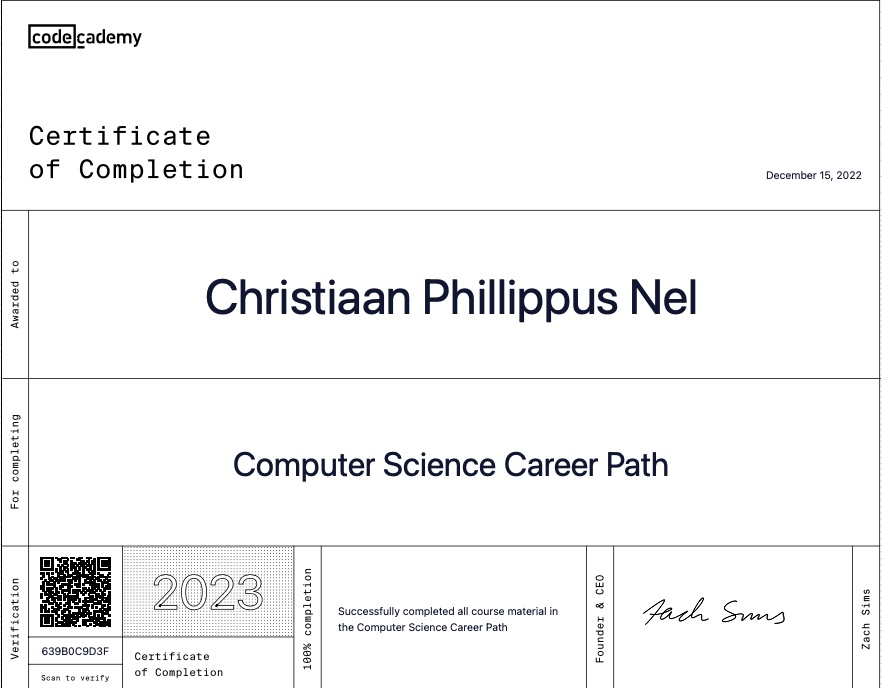 codecademy
Certificate
of Completion
December 15, 2022
Awarded to
Christiaan Phillippus Nel
For completing
Computer Science Career Path
Verification
639B0C9D3F
Scan to verify
2023
Certificate
of Completion
100% completion
Successfully completed all course material in
the Computer Science Career Path
Founder & CEO
Zach Sims
Zach Sims